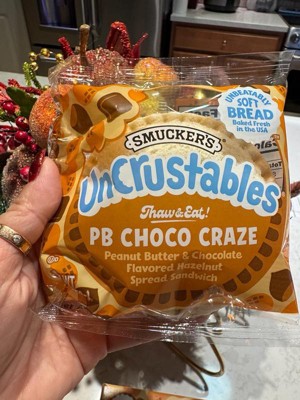 UNBEATABLY
SOFT
BREAD
Baked Fresh
in the USA
SMUCKER'S
UnCrustables
Thaw & Eat!
PB CHOCO CRAZE
Peanut Butter & Chocolate
Flavored Hazelnut
Spread Sandwich